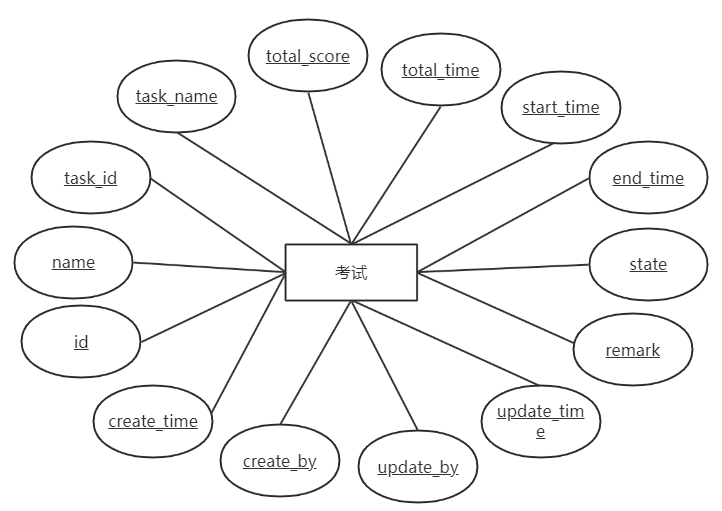 total_score
total_time
task_name
start_time
task_id
end_time
name
考试
state
id
remark
create_time
update_tim
e
create_by
update_by